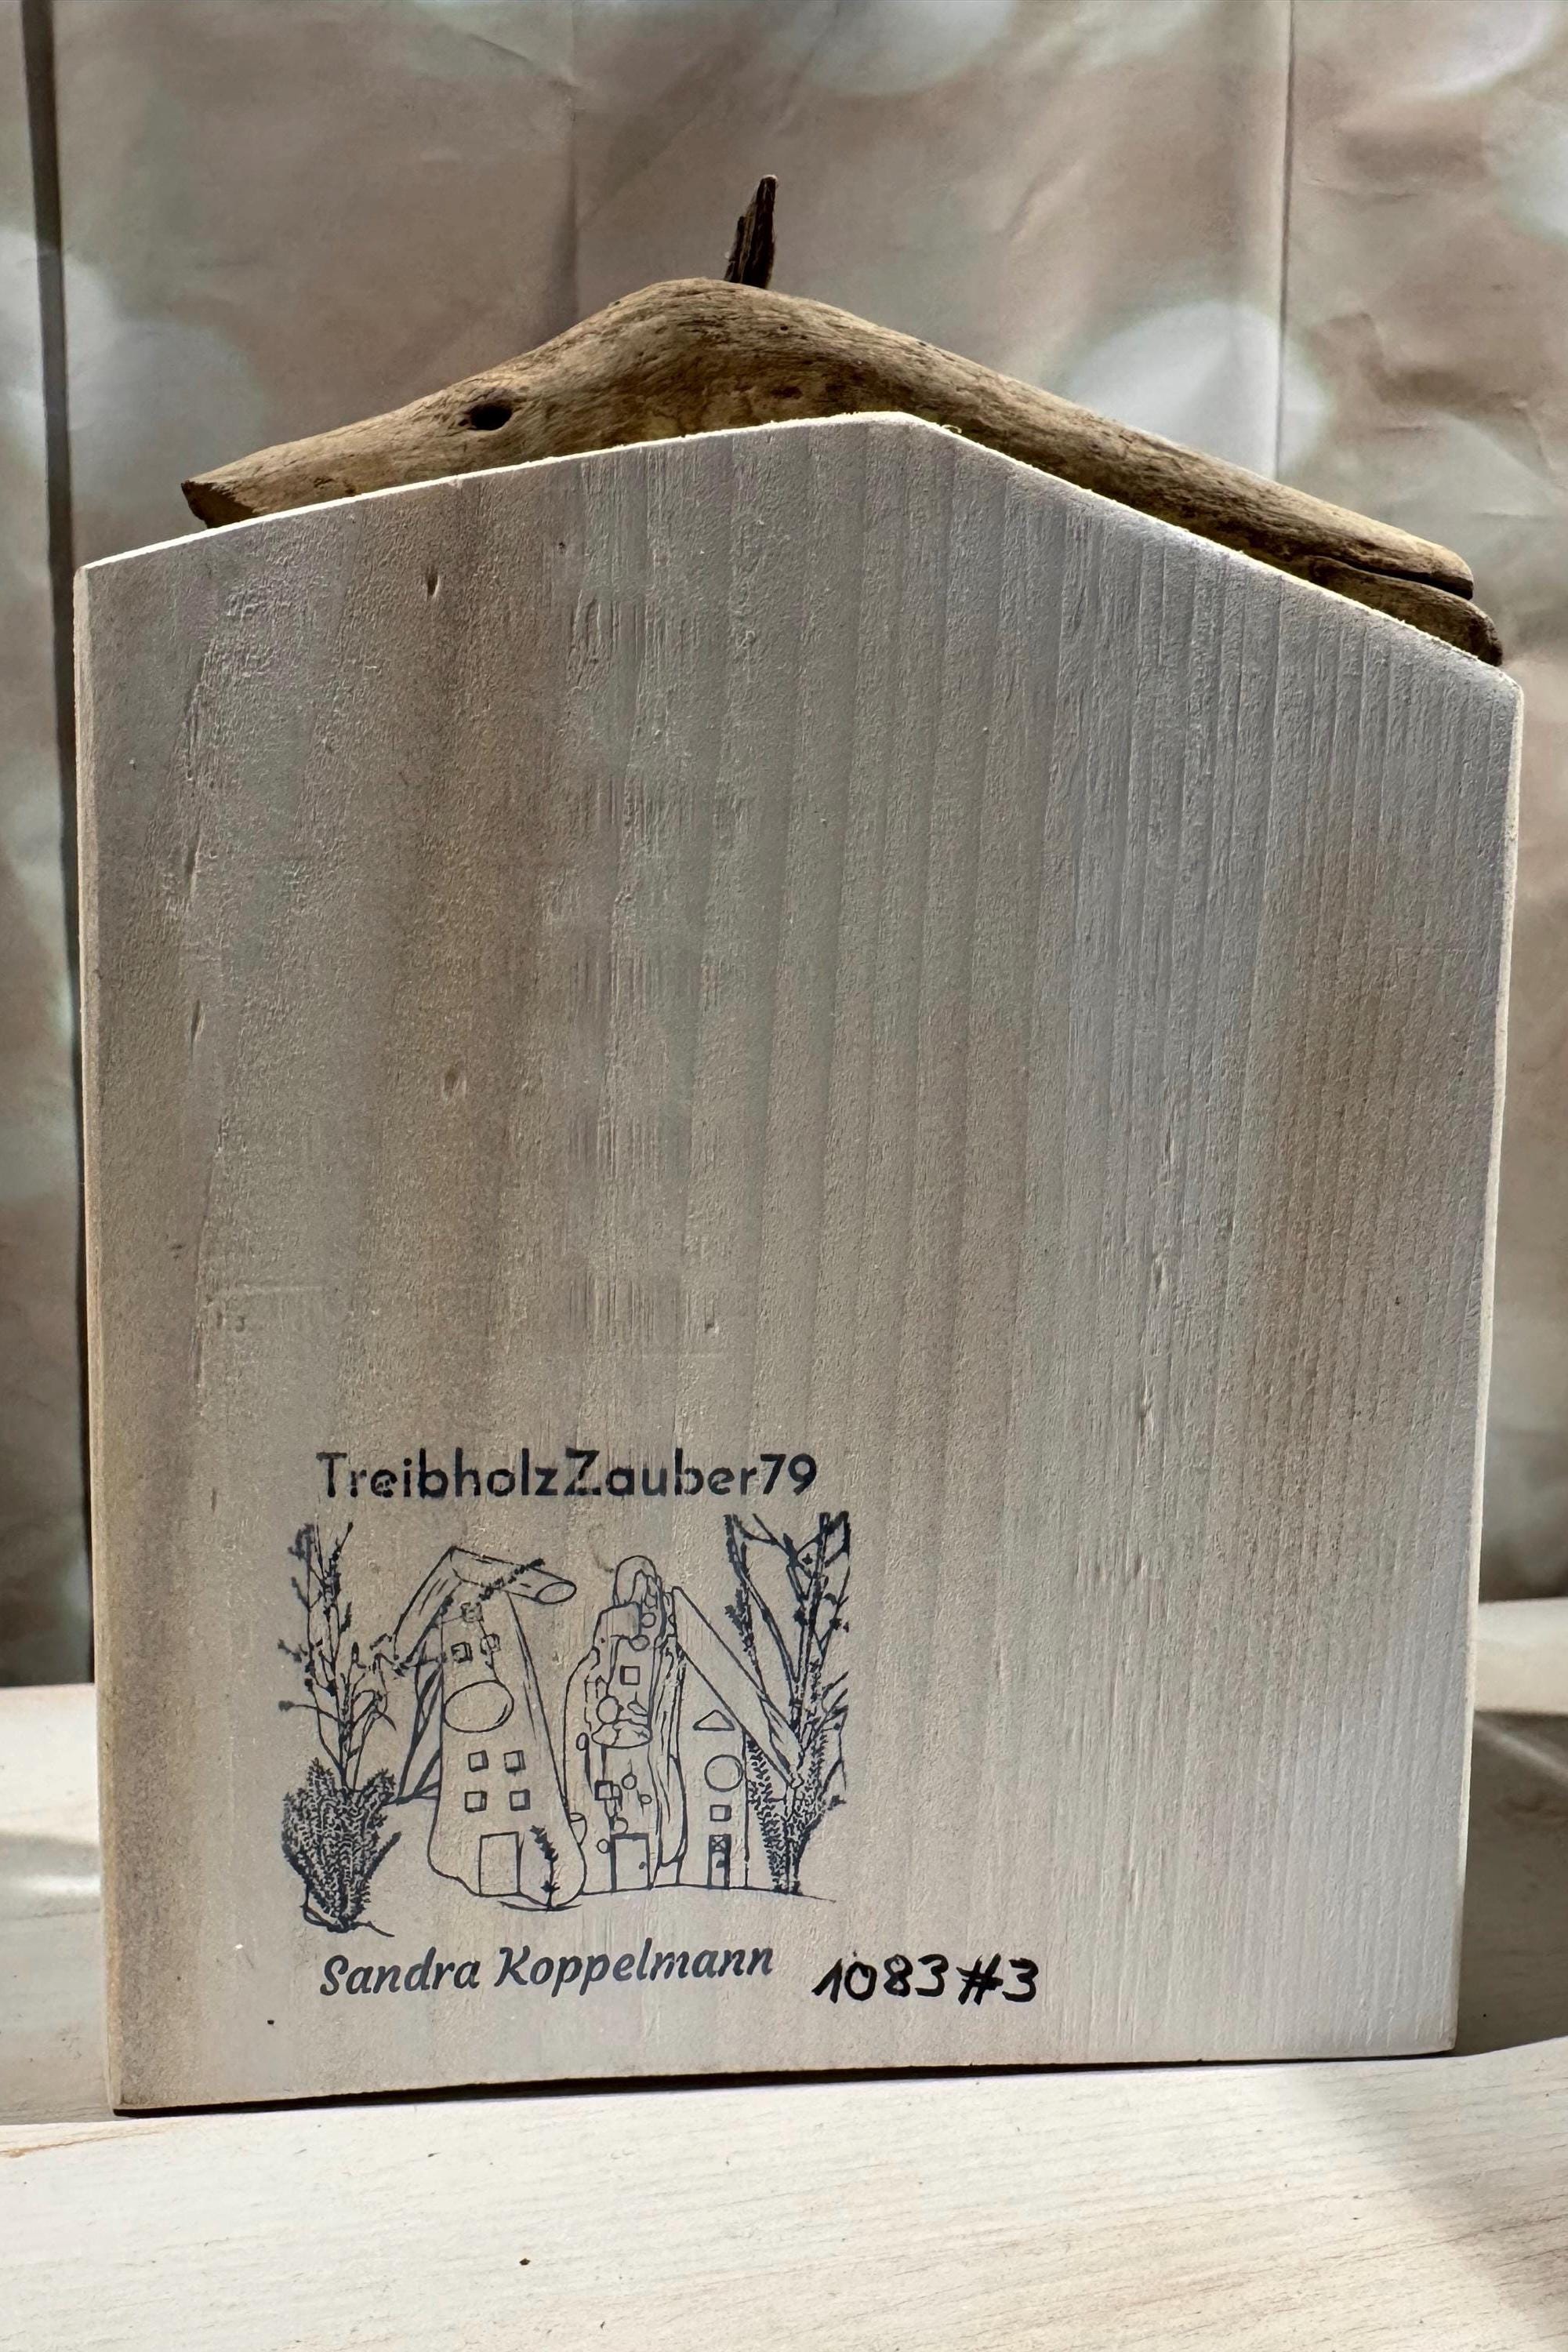 TreibholzZauber79
Sandra Koppelmann 1083#3